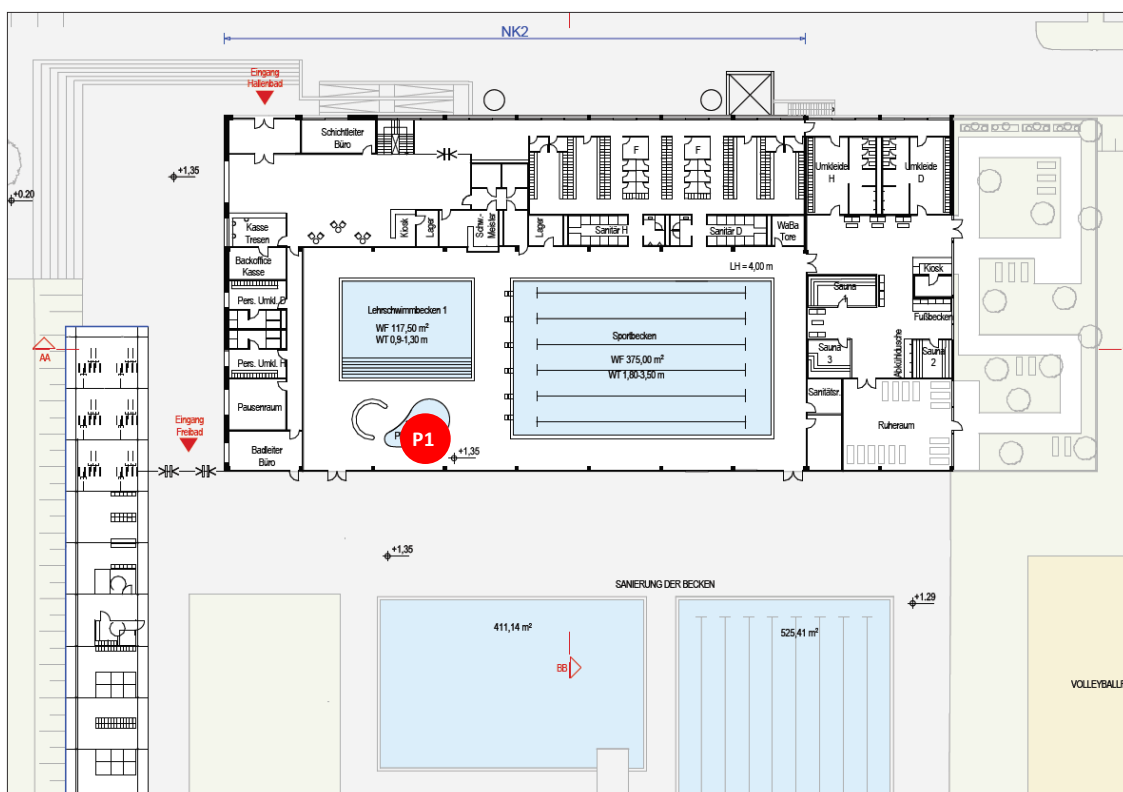 NK2
Eingang
Hallenbad
Schichtleiter
Büro
+1,35
+0.20
F
F
Umkleide
H
Umkleide
D
Kasse
Tresen
Kiosk
Lager
Schw.-
Meister
Lager
Sanitär H
Sanitär D
WaBa
Tore
Backoffice
Kasse
LH = 4,00 m
Kiosk
Pers. Umkl. D
Sauna
Lehrschwimmbecken 1
WF 117,50 m²
WT 0,9-1,30 m
Sportbecken
WF 375,00 m²
WT 1,80-3,50 m
Fußbecken
Abkühldusche
AA
Pers. Umkl. H
Sauna
3
Sauna
2
Pausenraum
Sanitätsr.
Eingang
Freibad
P1
Ruheraum
Badleiter
Büro
+1,35
+1,35
SANIERUNG DER BECKEN
+1.29
411,14 m²
525,41 m²
BB